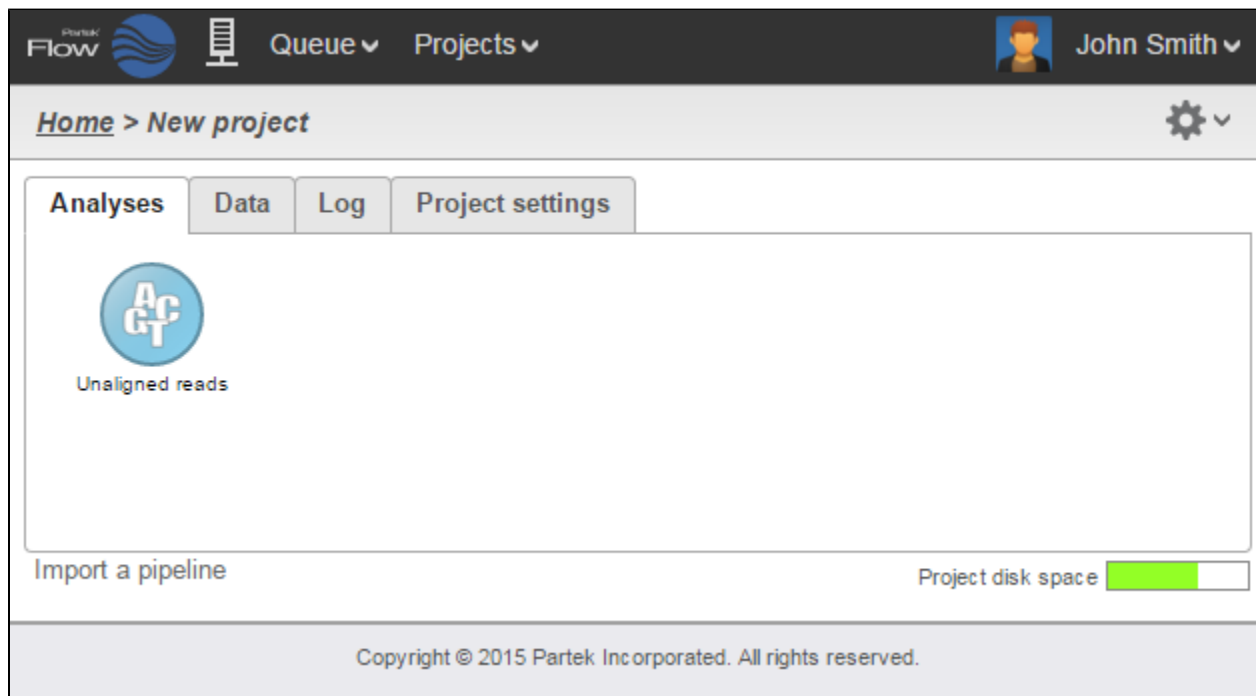 Partek
Flow
Queue
Projects
John Smith
Home > New project
Analyses
Data
Log
Project settings
ACGT
Unaligned reads
Import a pipeline
Project disk space
Copyright © 2015 Partek Incorporated. All rights reserved.